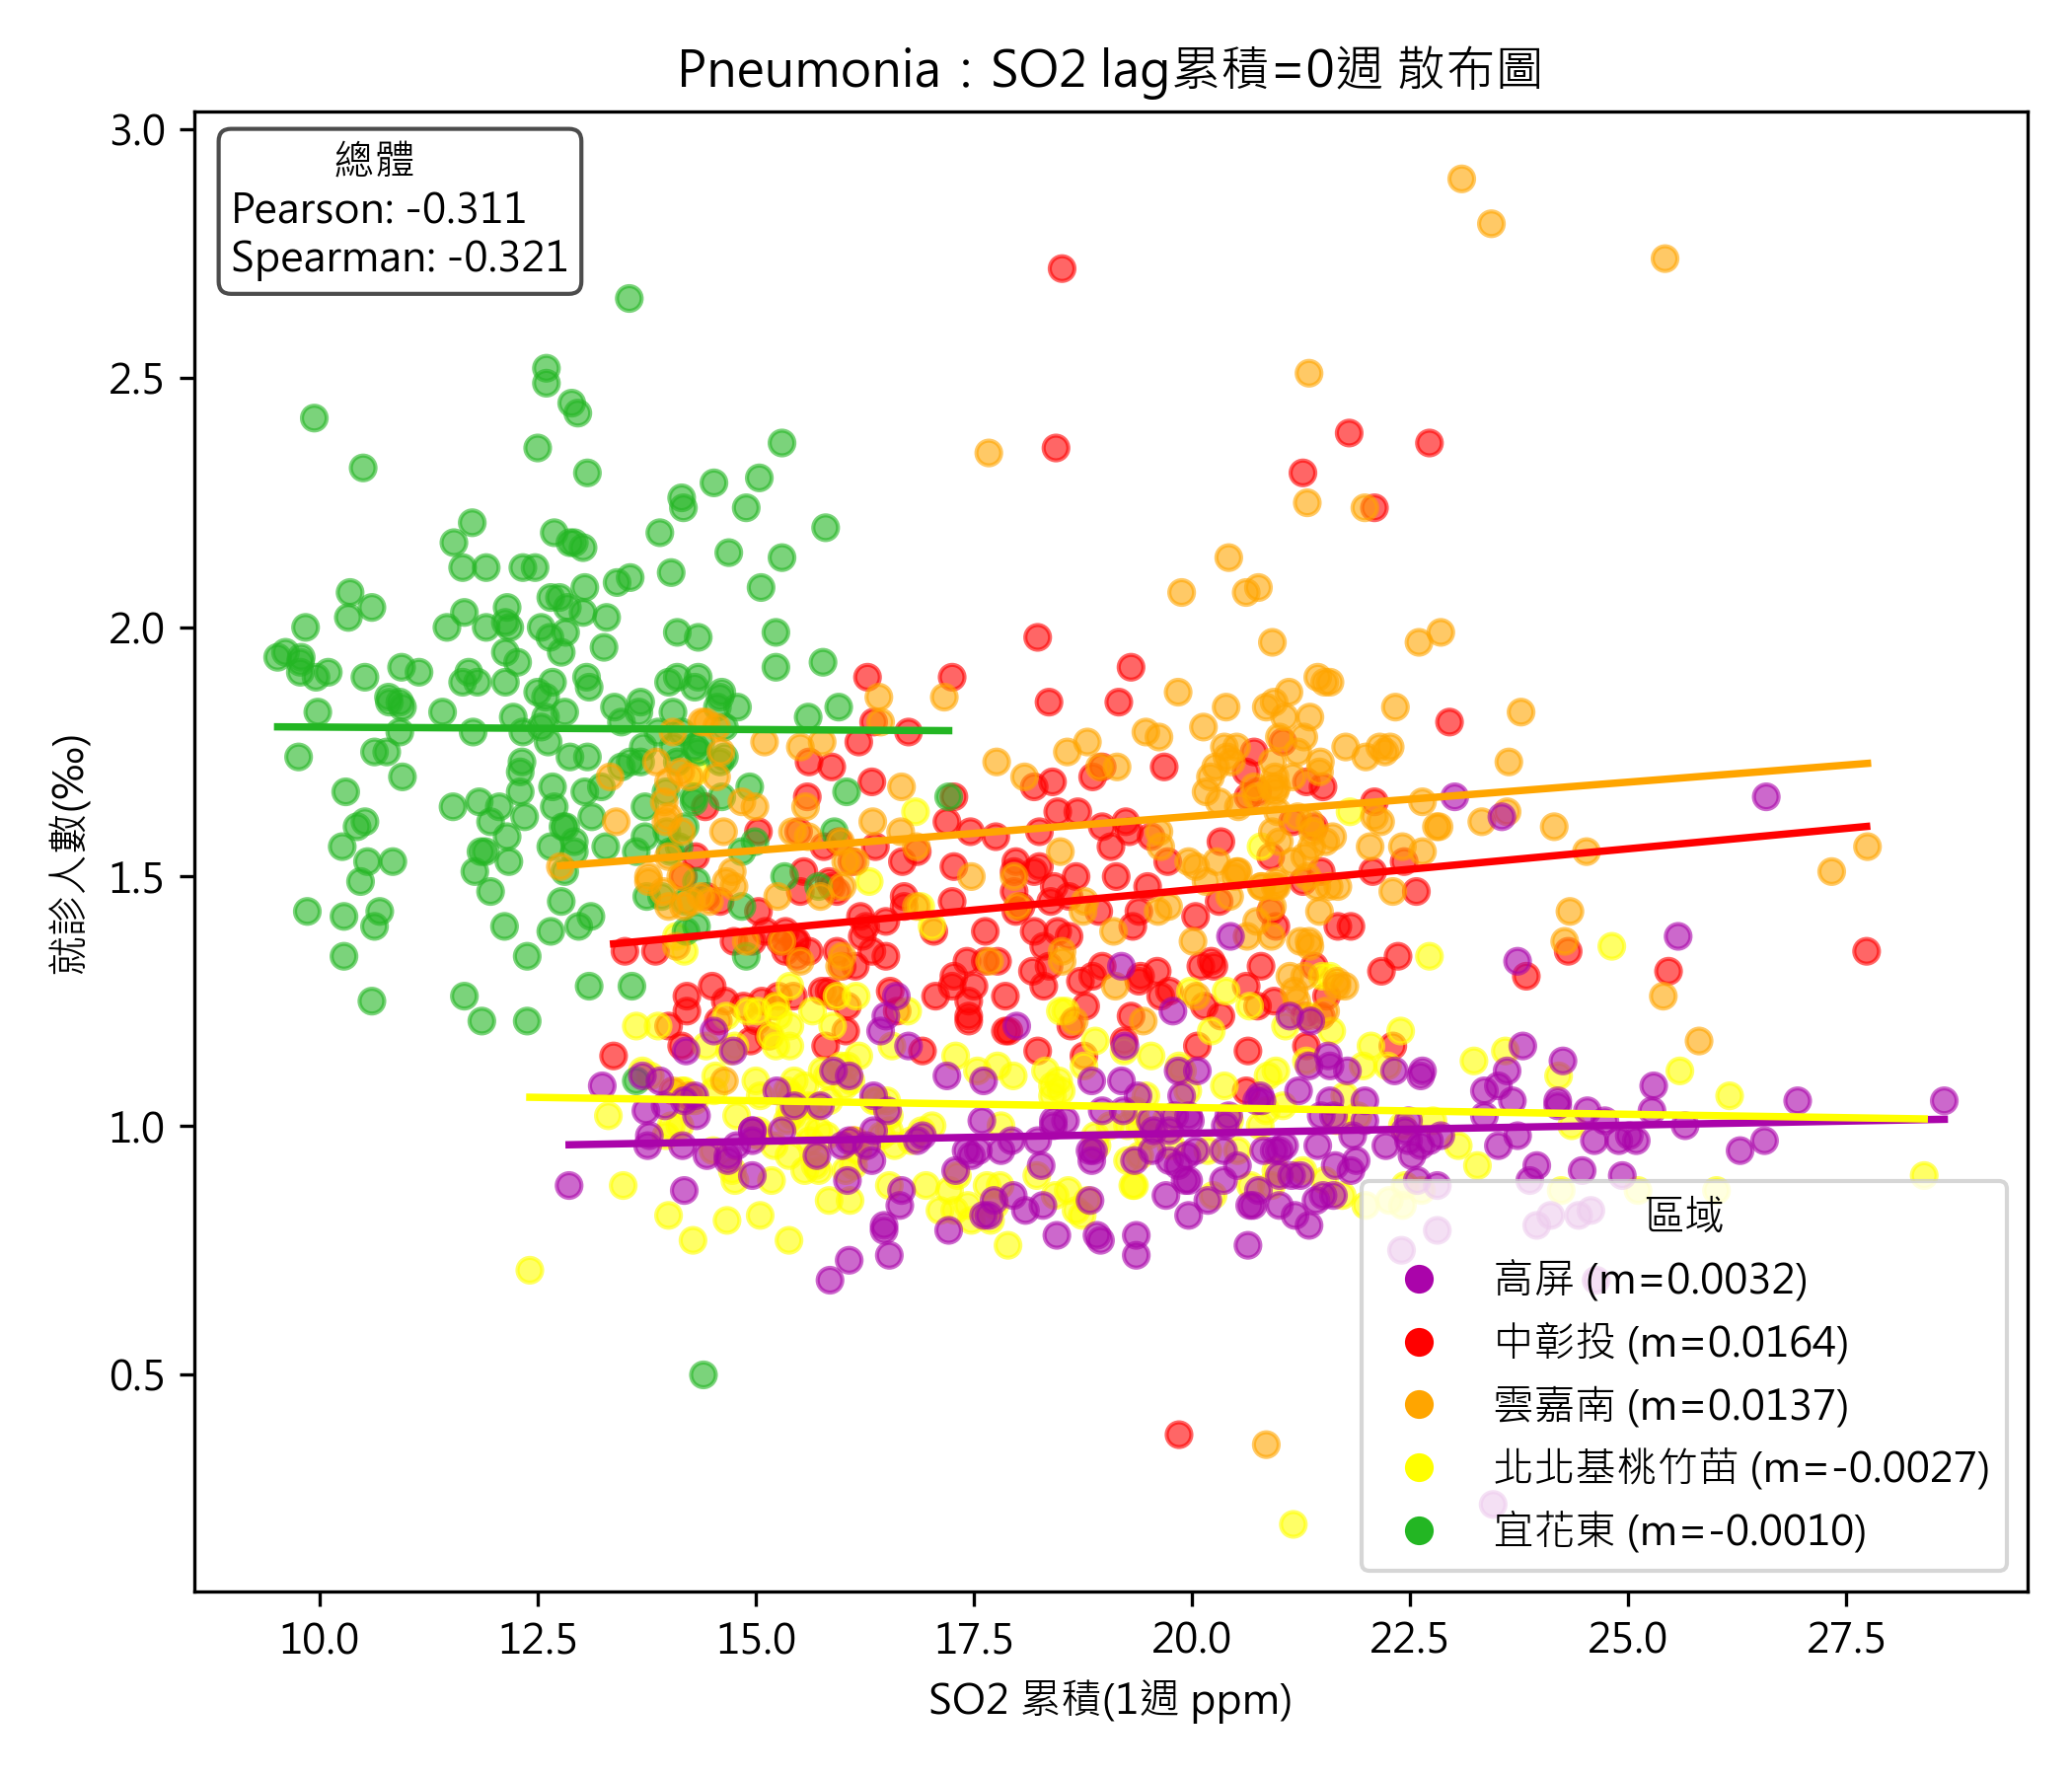 Pneumonia：SO2 lag累積=0週 散布圖
總體
Pearson: -0.311
Spearman: -0.321
就診人數(‰)
3.0
2.5
2.0
1.5
1.0
0.5
區域
高屏 (m=0.0032)
中彰投 (m=0.0164)
雲嘉南 (m=0.0137)
北北基桃竹苗 (m=-0.0027)
宜花東 (m=-0.0010)
10.0 12.5 15.0 17.5 20.0 22.5 25.0 27.5
SO2 累積(1週 ppm)